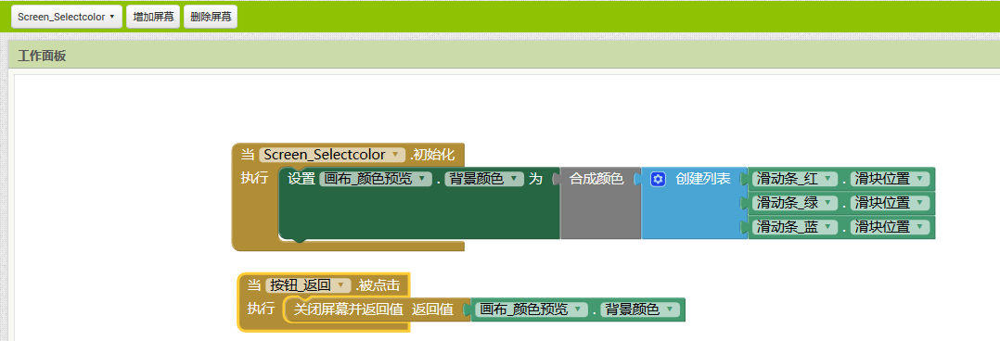 Screen_Selectcolor 增加屏幕 删除屏幕
工作面板
当 Screen_Selectcolor .初始化
执行 设置 画布_颜色预览 . 背景颜色 为 合成颜色 创建列表 滑动条_红 . 滑块位置
滑动条_绿 . 滑块位置
滑动条_蓝 . 滑块位置
当 按钮_返回 .被点击
执行 关闭屏幕并返回值 返回值 画布_颜色预览 . 背景颜色